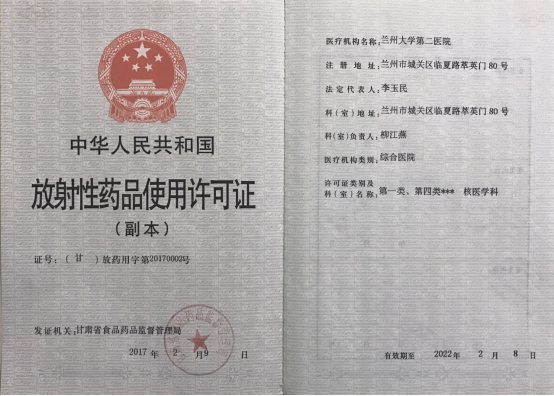 中华人民共和国
放射性药品使用许可证
（副本）
证号：（甘）放药用字第20170002号
发证机关：甘肃省食品药品监督管理局
2017 年 2 月 9 日
医疗机构名称：兰州大学第二医院
注册地址：兰州市城关区临夏路萃英门80号
法定代表人：李玉民
科（室）地址：兰州市城关区临夏路萃英门80号
科（室）负责人：柳江燕
医疗机构类别：综合医院
许可证类别及
科（室）名称：第一类、第四类*** 核医学科
有效期至 2022 年 2 月 8 日